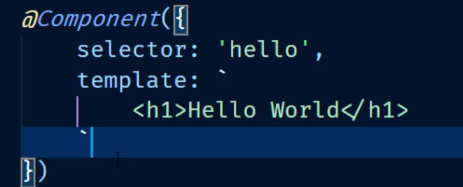 @Component({
    selector: 'hello',
    template: `
        <h1>Hello World</h1>
    `
})